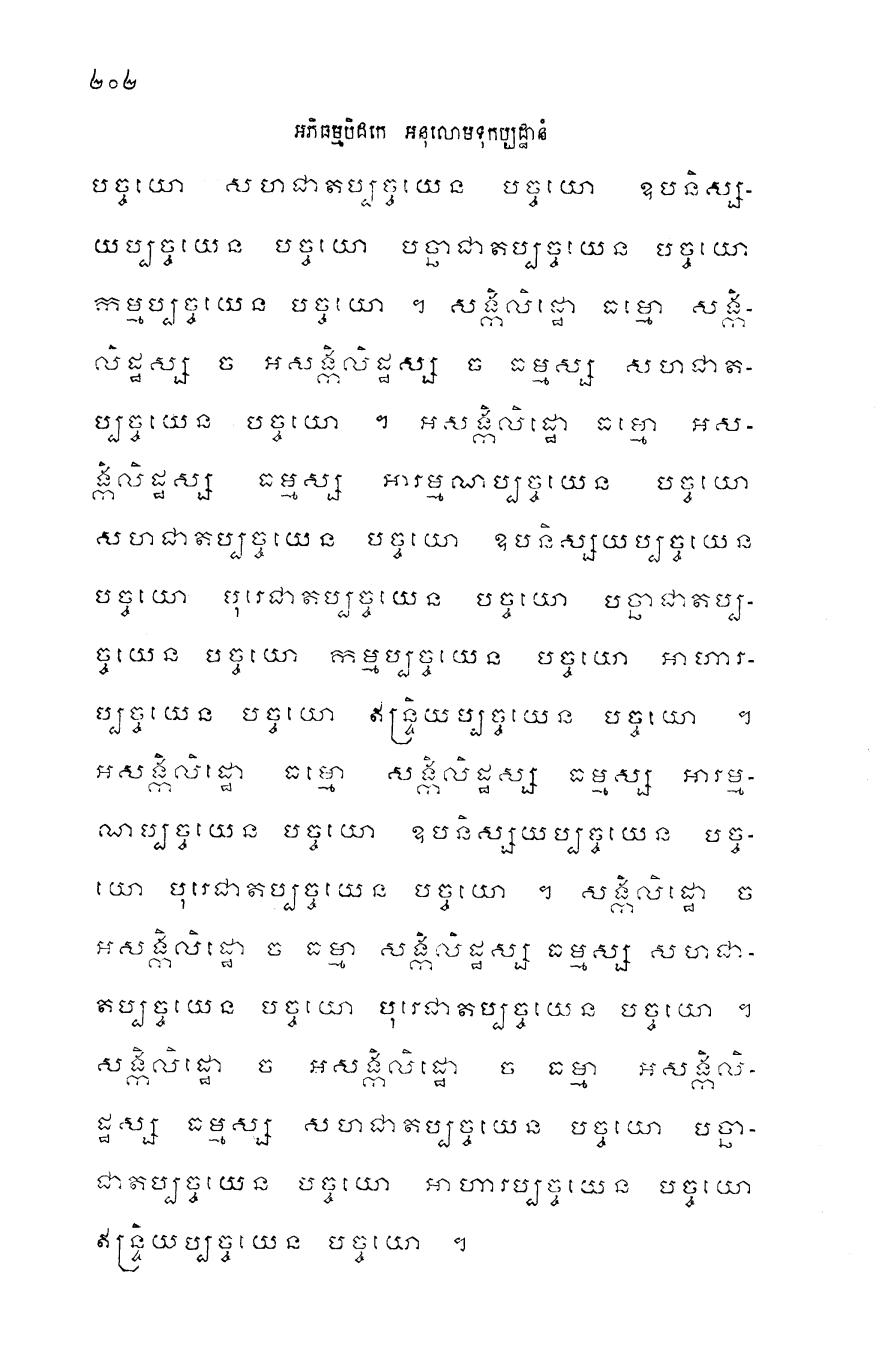 ២០២
អភិធម្មបិដកេ អនុលោមទុកប្បដ្ឋានំ
បច្ចយោ សហជាតប្បច្ចយេន បច្ចយោ ឧបនិស្ស-
យប្បច្ចយេន បច្ចយោ បច្ឆាជាតប្បច្ចយេន បច្ចយោ
កម្មប្បច្ចយេន បច្ចយោ ។ សង្កិលិដ្ឋោ ធម្មោ សង្កិ-
លិដ្ឋស្ស ច អសង្កិលិដ្ឋស្ស ច ធម្មស្ស សហជាត-
ប្បច្ចយេន បច្ចយោ ។ អសង្កិលិដ្ឋោ ធម្មោ អស-
ង្កិលិដ្ឋស្ស ធម្មស្ស អារម្មណប្បច្ចយេន បច្ចយោ
សហជាតប្បច្ចយេន បច្ចយោ ឧបនិស្សយប្បច្ចយេន
បច្ចយោ បុរេជាតប្បច្ចយេន បច្ចយោ បច្ឆាជាតប្ប-
ច្ចយេន បច្ចយោ កម្មប្បច្ចយេន បច្ចយោ អាហារ-
ប្បច្ចយេន បច្ចយោ ឥន្ទ្រិយប្បច្ចយេន បច្ចយោ ។
អសង្កិលិដ្ឋោ ធម្មោ សង្កិលិដ្ឋស្ស ធម្មស្ស អារម្ម-
ណប្បច្ចយេន បច្ចយោ ឧបនិស្សយប្បច្ចយេន បច្ច-
យោ បុរេជាតប្បច្ចយេន បច្ចយោ ។ សង្កិលិដ្ឋោ ច
អសង្កិលិដ្ឋោ ច ធម្មា សង្កិលិដ្ឋស្ស ធម្មស្ស សហជា-
តប្បច្ចយេន បច្ចយោ បុរេជាតប្បច្ចយេន បច្ចយោ ។
សង្កិលិដ្ឋោ ច អសង្កិលិដ្ឋោ ច ធម្មា អសង្កិលិ-
ដ្ឋស្ស ធម្មស្ស សហជាតប្បច្ចយេន បច្ចយោ បច្ឆា-
ជាតប្បច្ចយេន បច្ចយោ អាហារប្បច្ចយេន បច្ចយោ
ឥន្ទ្រិយប្បច្ចយេន បច្ចយោ ។